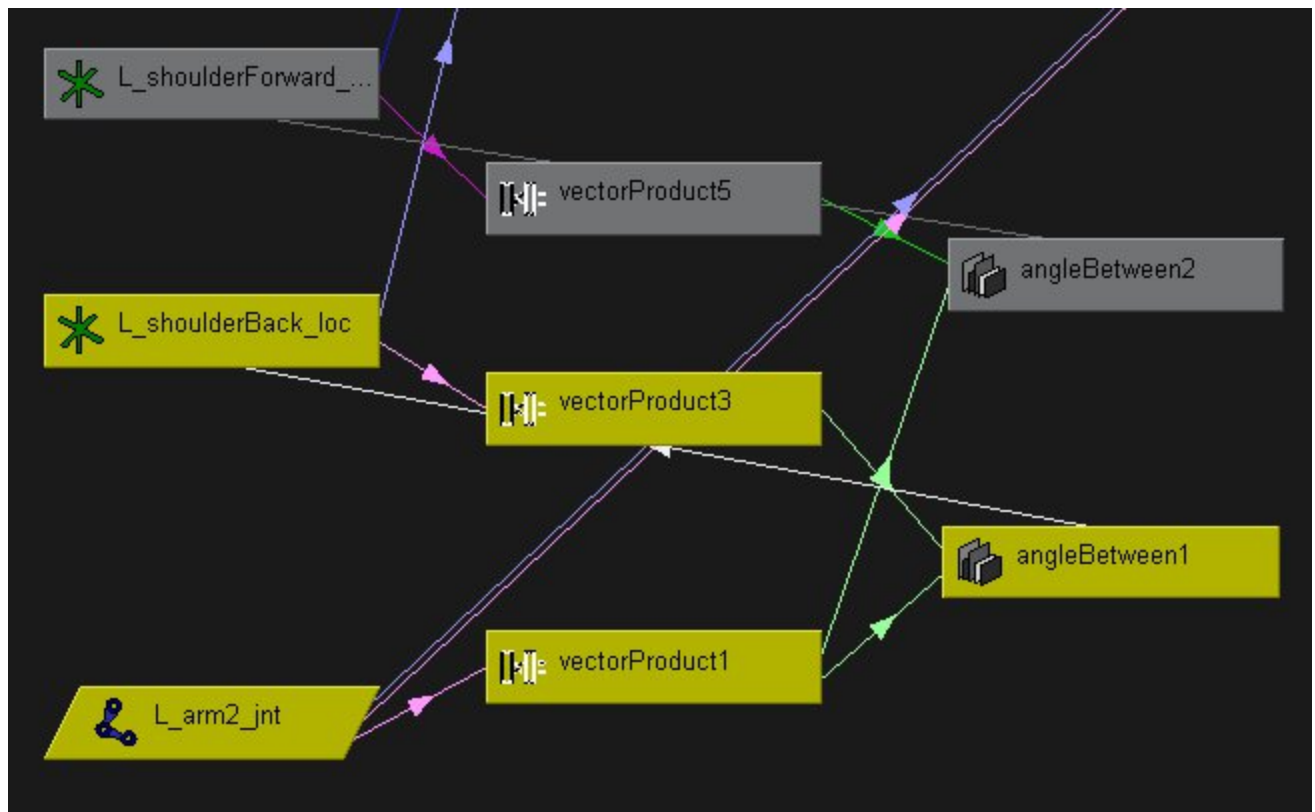 L_shoulderForward_...
vectorProduct5
angleBetween2
L_shoulderBack_loc
vectorProduct3
angleBetween1
vectorProduct1
L_arm2_jnt